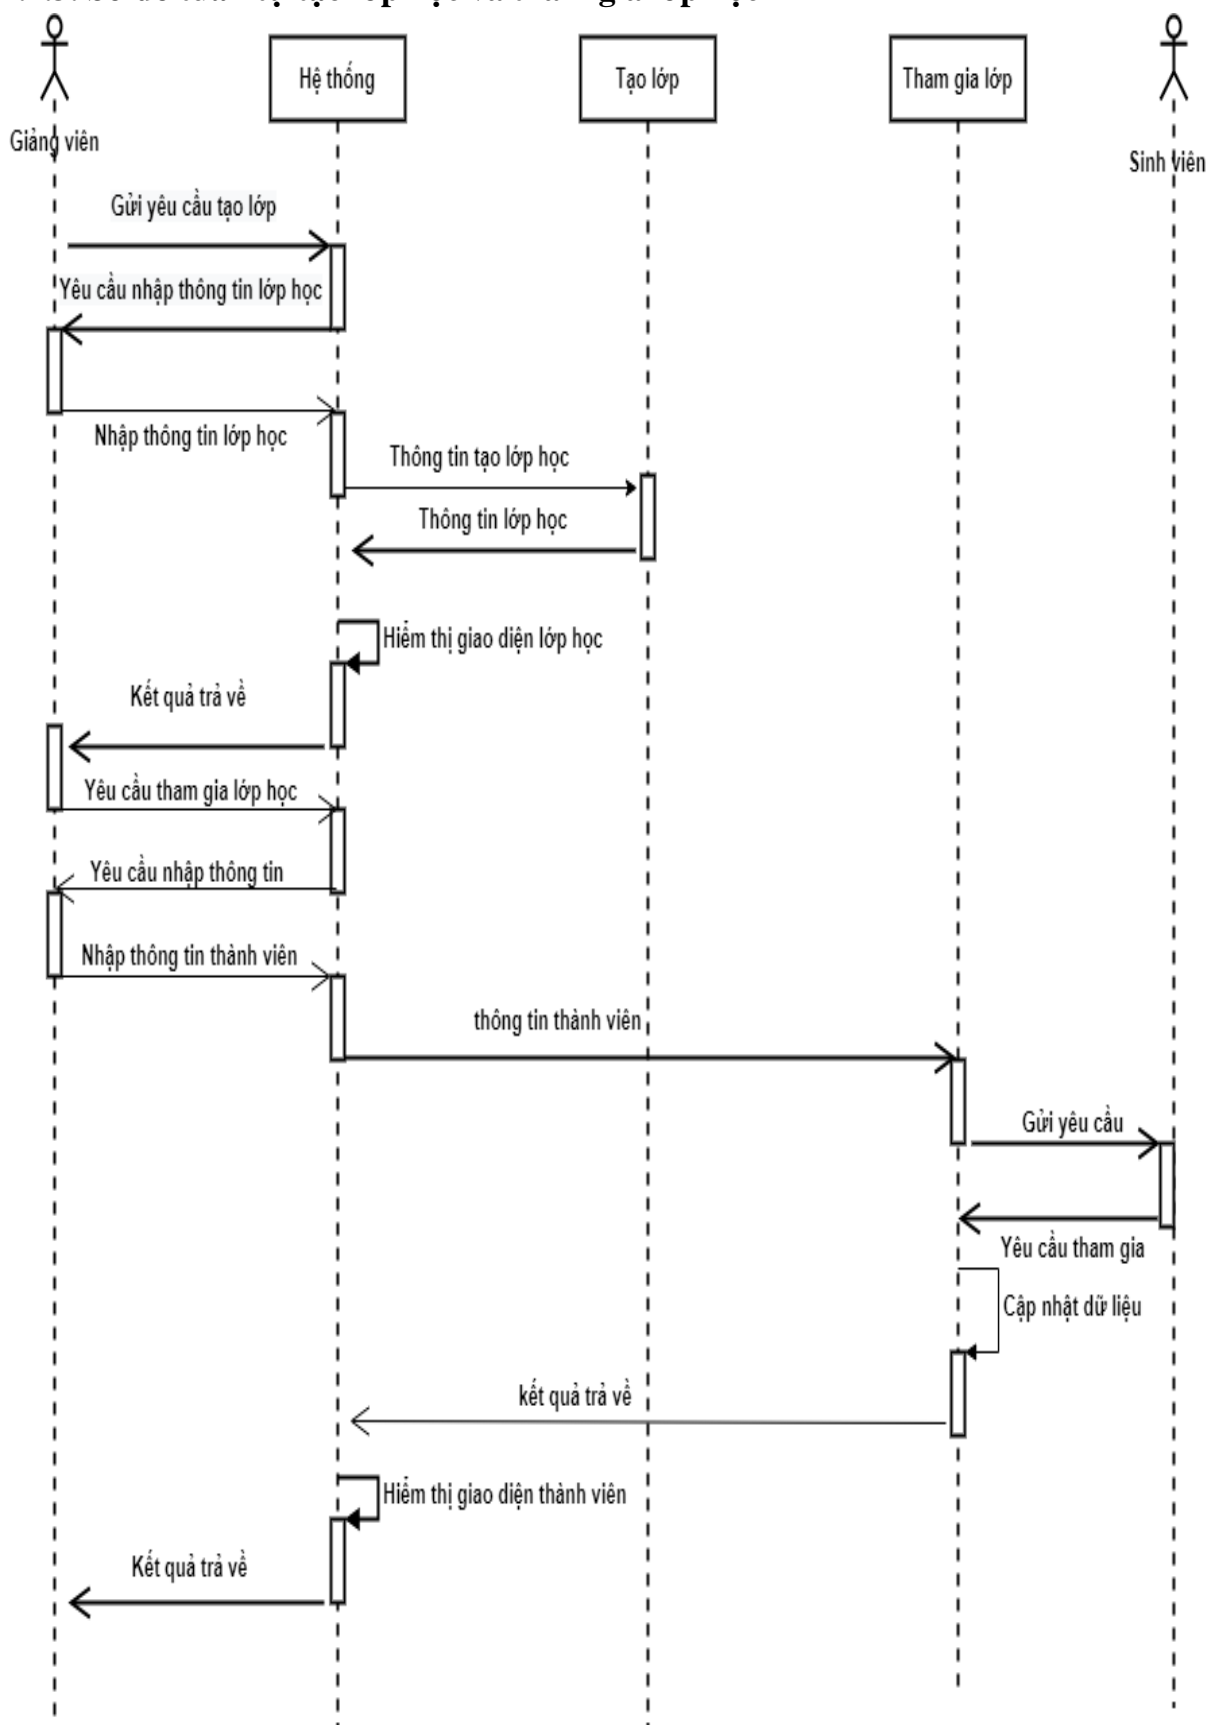 Hệ thống
Tạo lớp
Tham gia lớp
Giảng viên
Sinh viên
Gửi yêu cầu tạo lớp
Yêu cầu nhập thông tin lớp học
Nhập thông tin lớp học
Thông tin tạo lớp học
Thông tin lớp học
Hiểm thị giao diện lớp học
Kết quả trả về
Yêu cầu tham gia lớp học
Yêu cầu nhập thông tin
Nhập thông tin thành viên
thông tin thành viên
Gửi yêu cầu
Yêu cầu tham gia
Cập nhật dữ liệu
kết quả trả về
Hiểm thị giao diện thành viên
Kết quả trả về